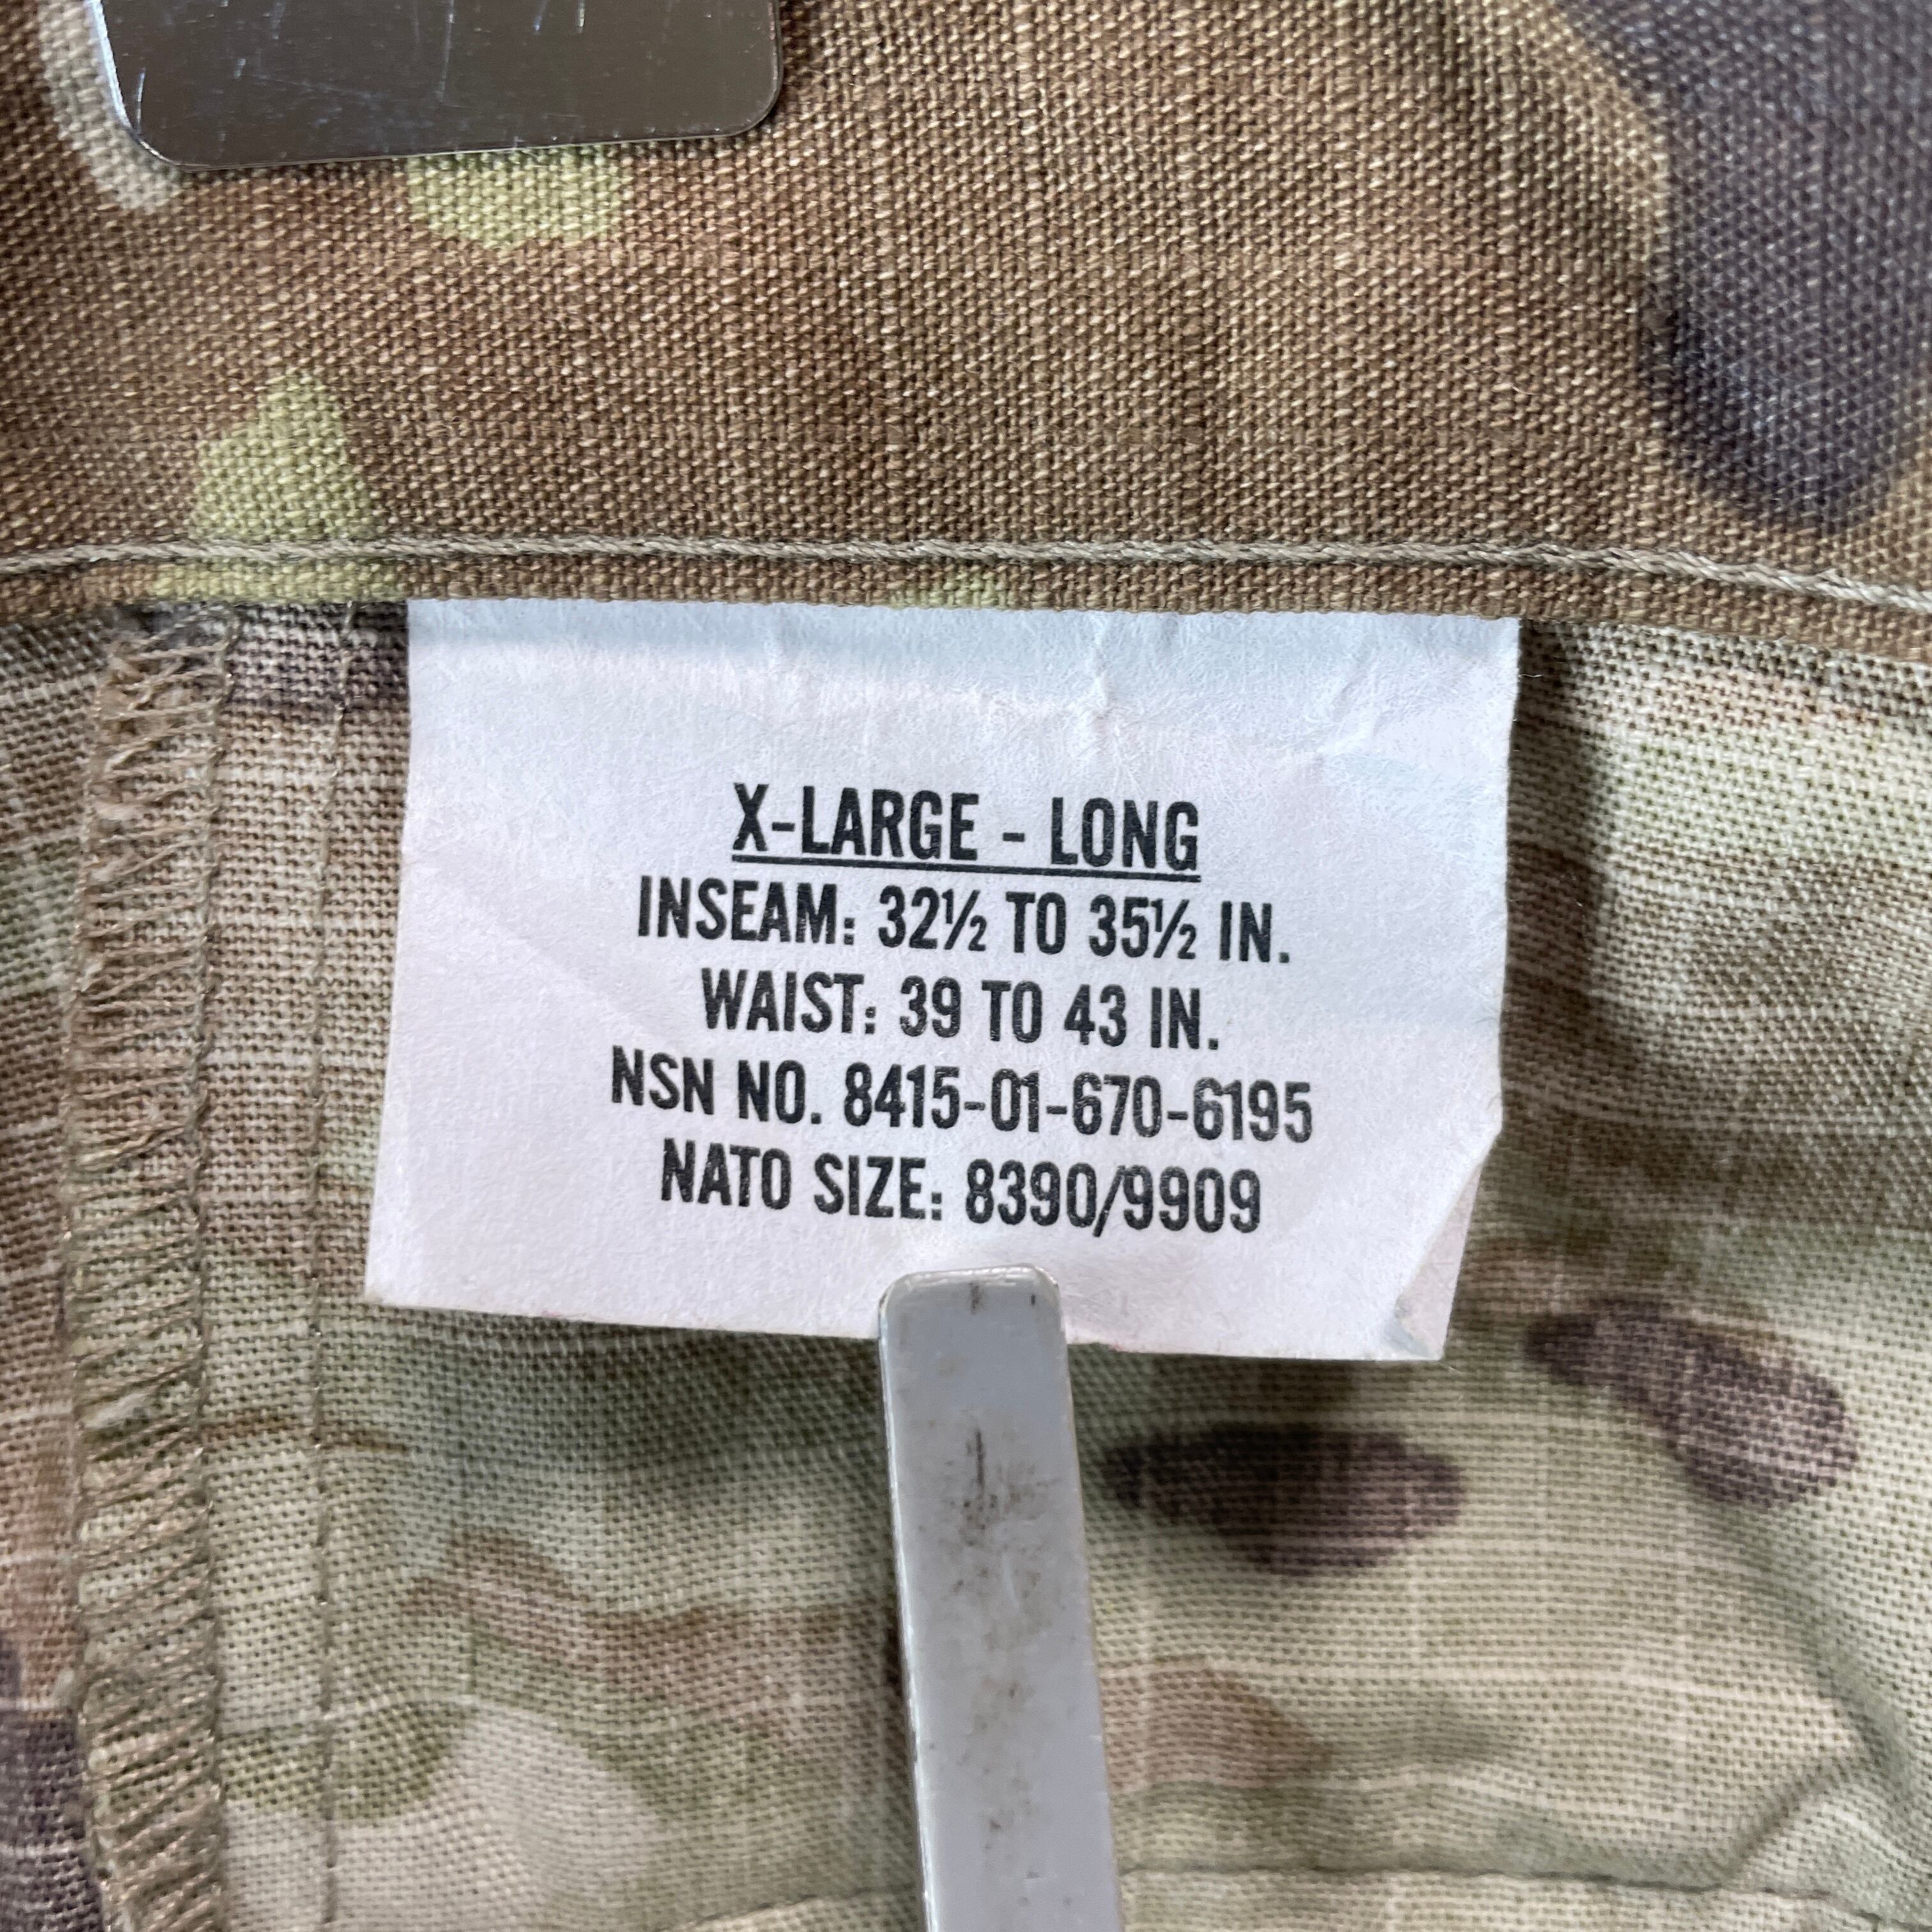 X-LARGE - LONG
INSEAM: 32½ TO 35½ IN.
WAIST: 39 TO 43 IN.
NSN NO. 8415-01-670-6195
NATO SIZE: 8390/9909